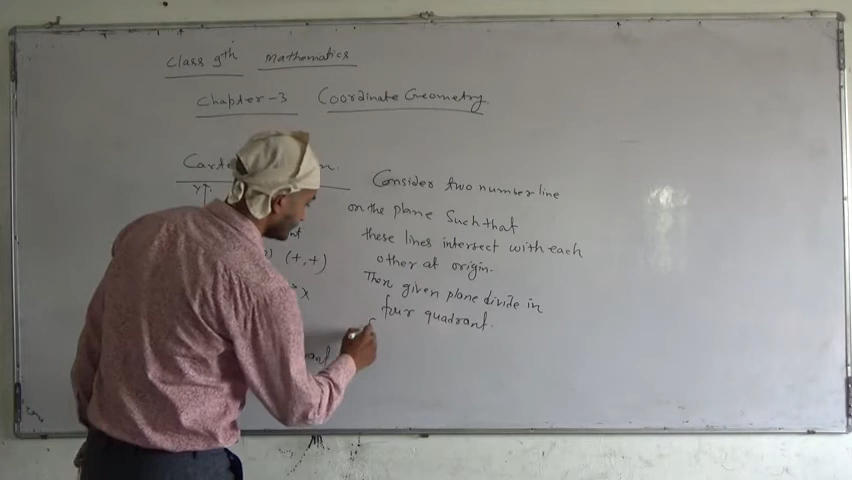 Class 9th Mathematics
Chapter-3 Coordinate Geometry
Consider two number line
on the plane such that
these lines intersect with each
other at origin.
Then given plane divide in
four quadrant.
Y
(+,+)
X